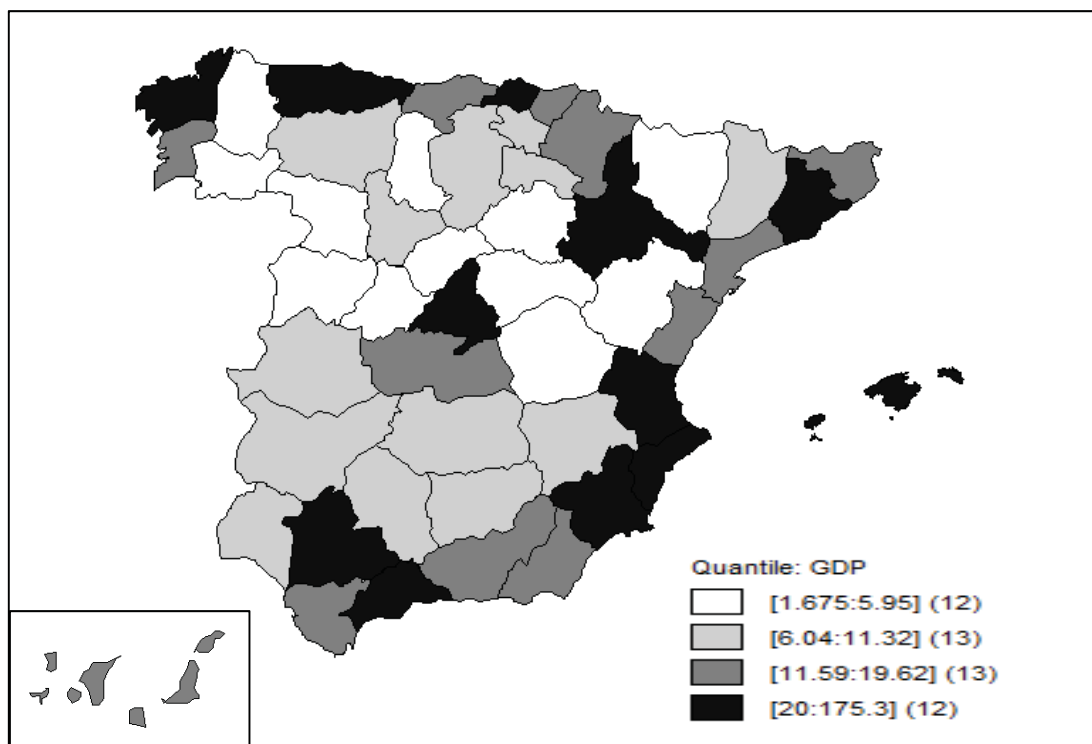 Quantile: GDP
[1.675:5.95] (12)
[6.04:11.32] (13)
[11.59:19.62] (13)
[20:175.3] (12)